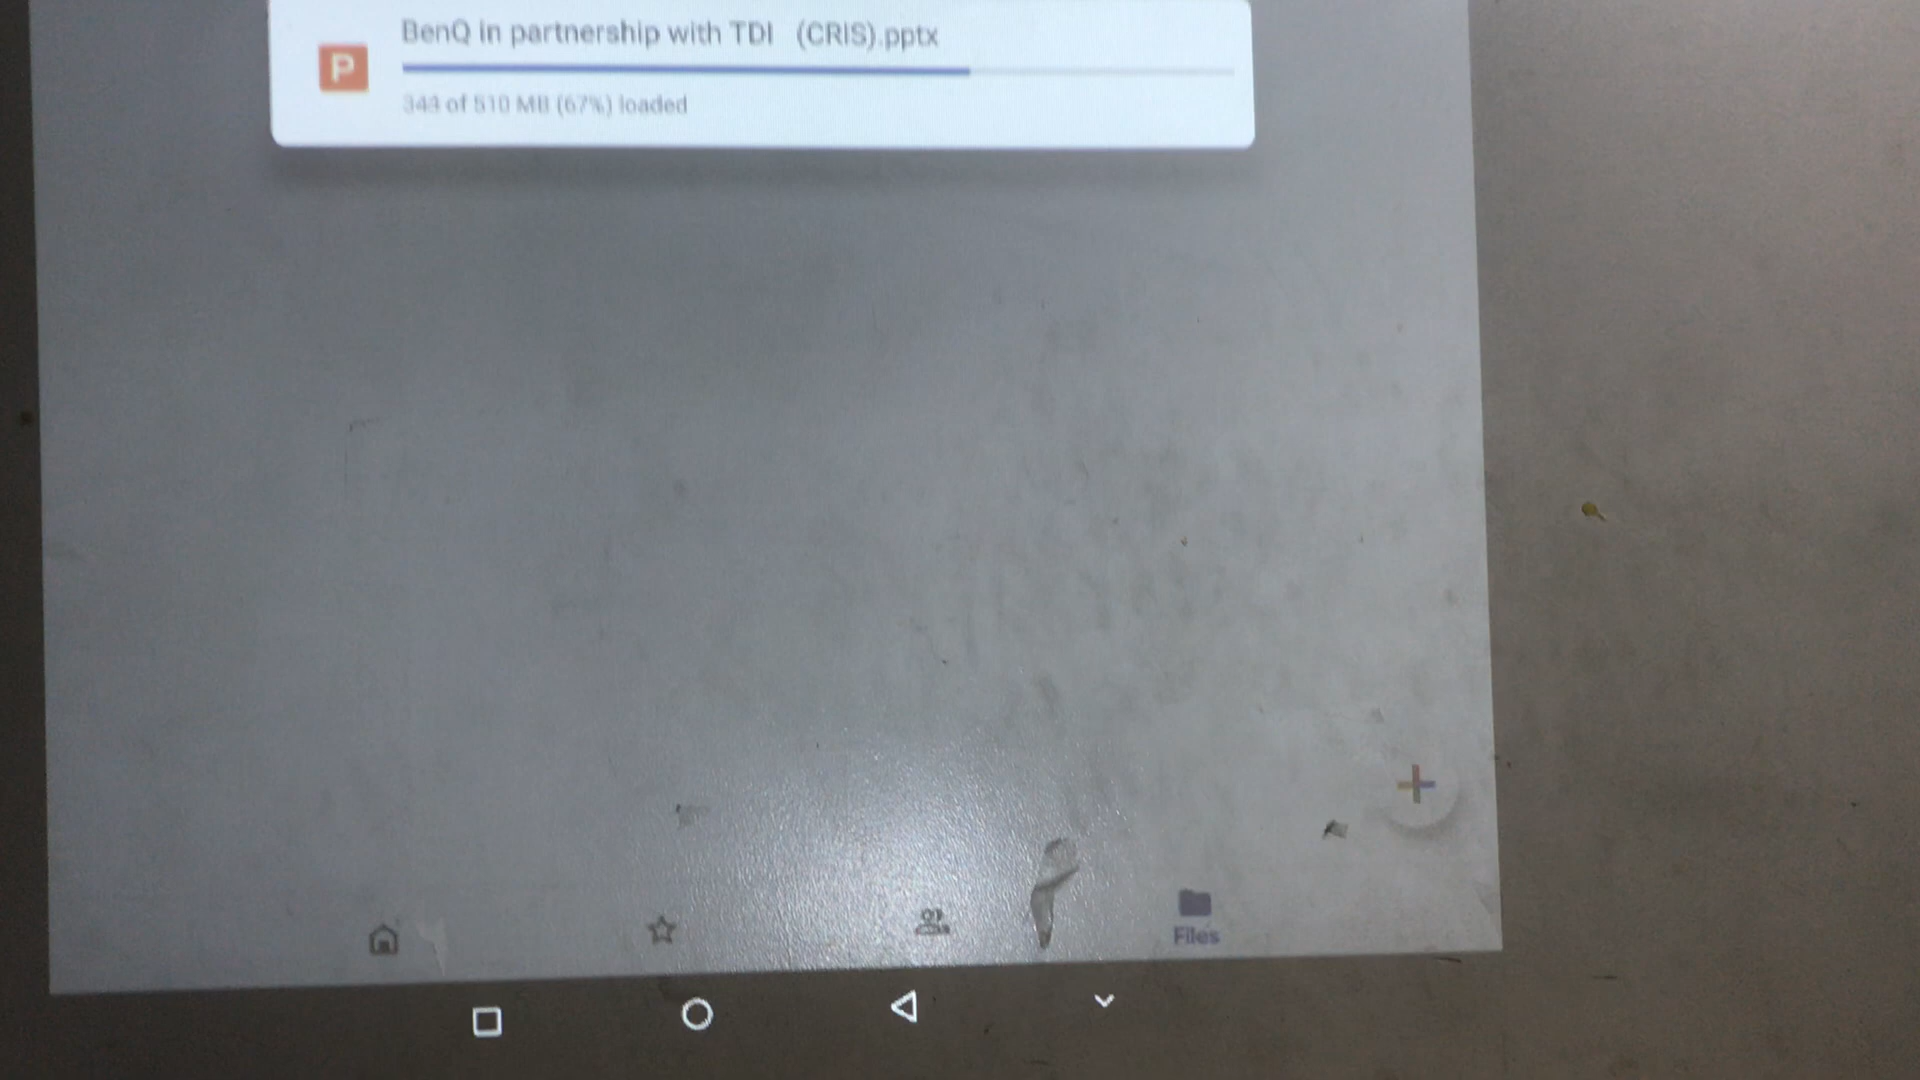 BenQ in partnership with TDI (CRIS).pptx
P
343 of 510 MB (67%) loaded
Files